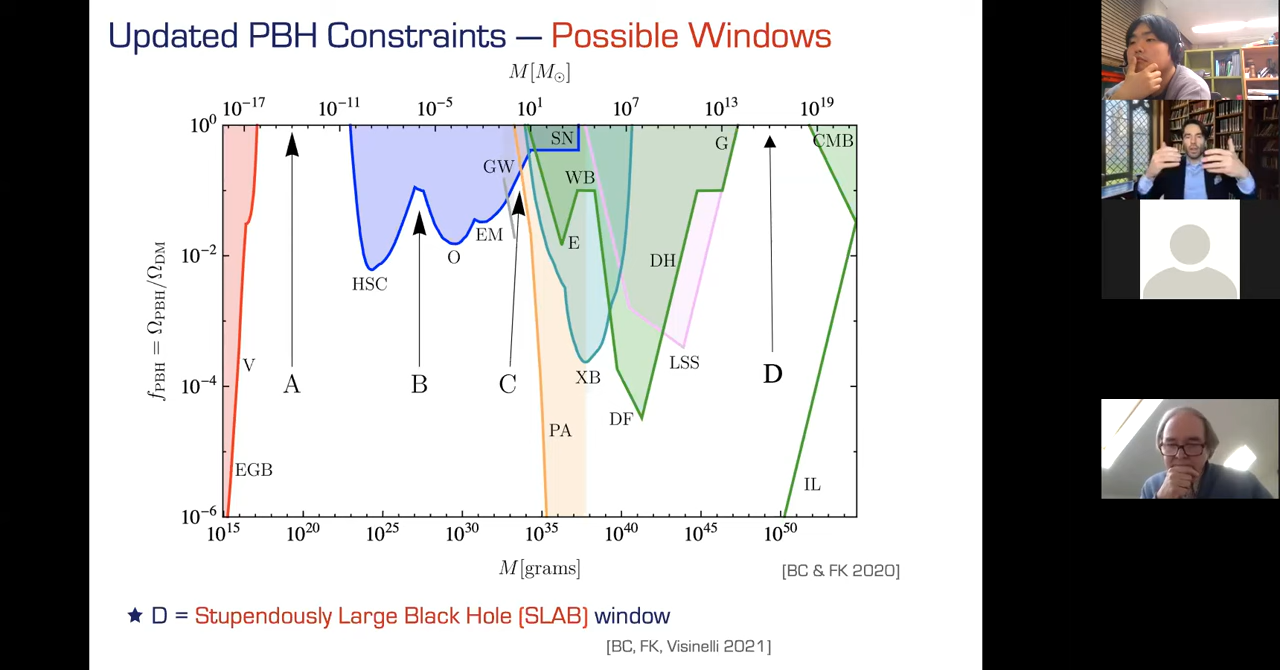 Updated PBH Constraints — Possible Windows
M[M☉]
10⁻¹⁷ 10⁻¹¹ 10⁻⁵ 10¹ 10⁷ 10¹³ 10¹⁹
10⁰
10⁻²
10⁻⁴
10⁻⁶
f_PBH = Ω_PBH/Ω_DM
SN
G
CMB
GW
WB
EM
E
O
DH
HSC
V
LSS
A
B
C
XB
D
DF
PA
EGB
IL
10¹⁵ 10²⁰ 10²⁵ 10³⁰ 10³⁵ 10⁴⁰ 10⁴⁵ 10⁵⁰
M[grams]
[BC & FK 2020]
★ D = Stupendously Large Black Hole (SLAB) window
[BC, FK, Visinelli 2021]